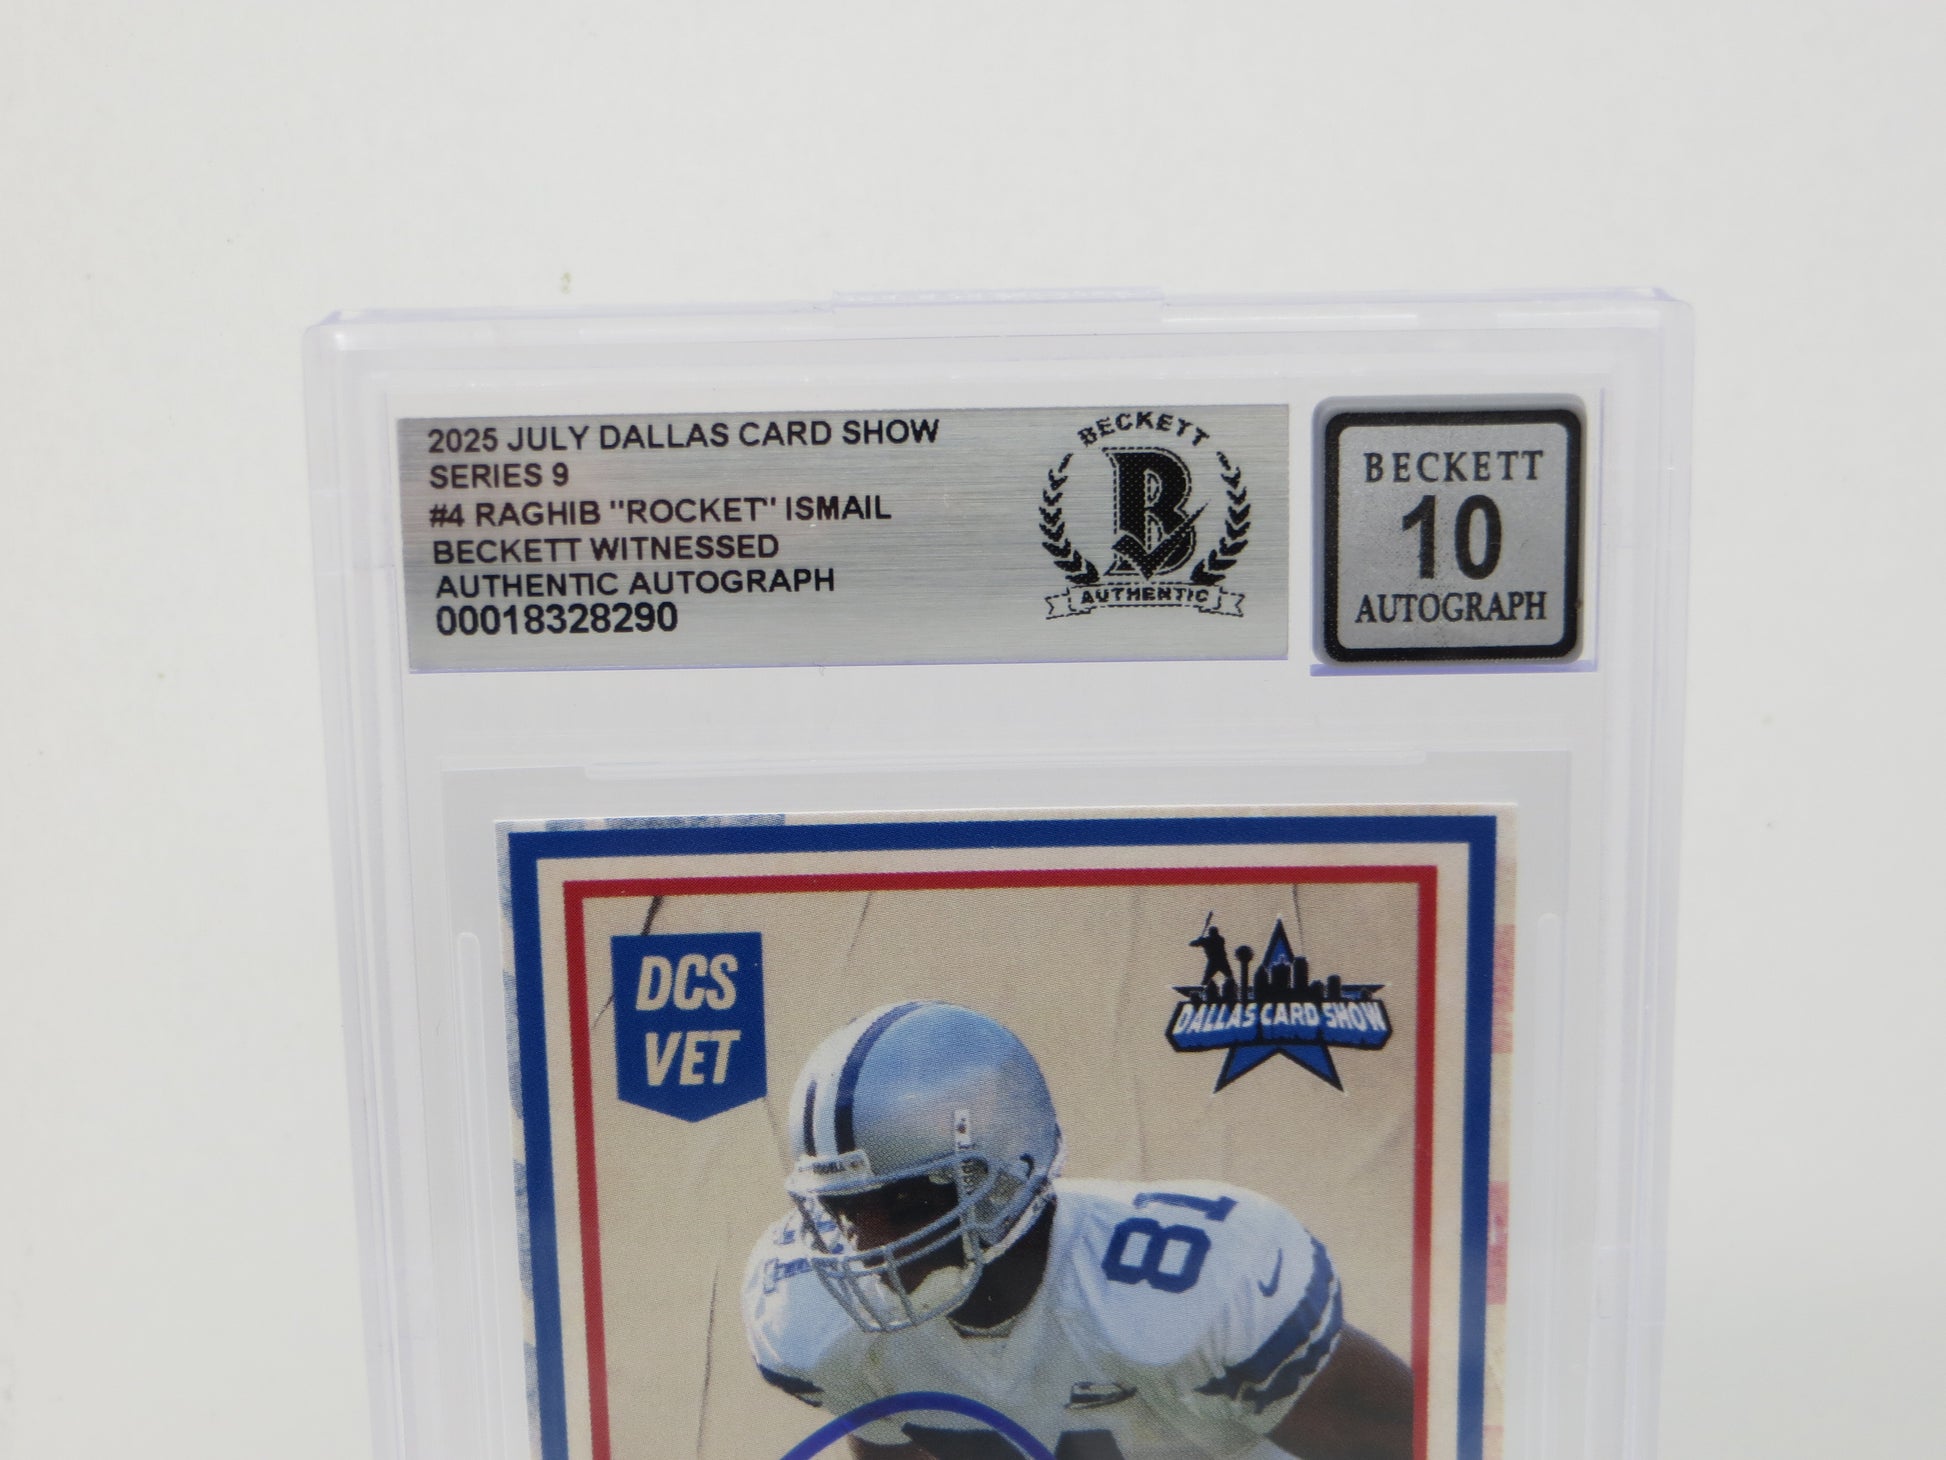 2025 JULY DALLAS CARD SHOW
SERIES 9
#4 RAGHIB "ROCKET" ISMAIL
BECKETT WITNESSED
AUTHENTIC AUTOGRAPH
00018328290
BECKETT
B
AUTHENTIC
BECKETT
10
AUTOGRAPH
DCS
VET
DALLAS CARD SHOW
RIDDELL
81